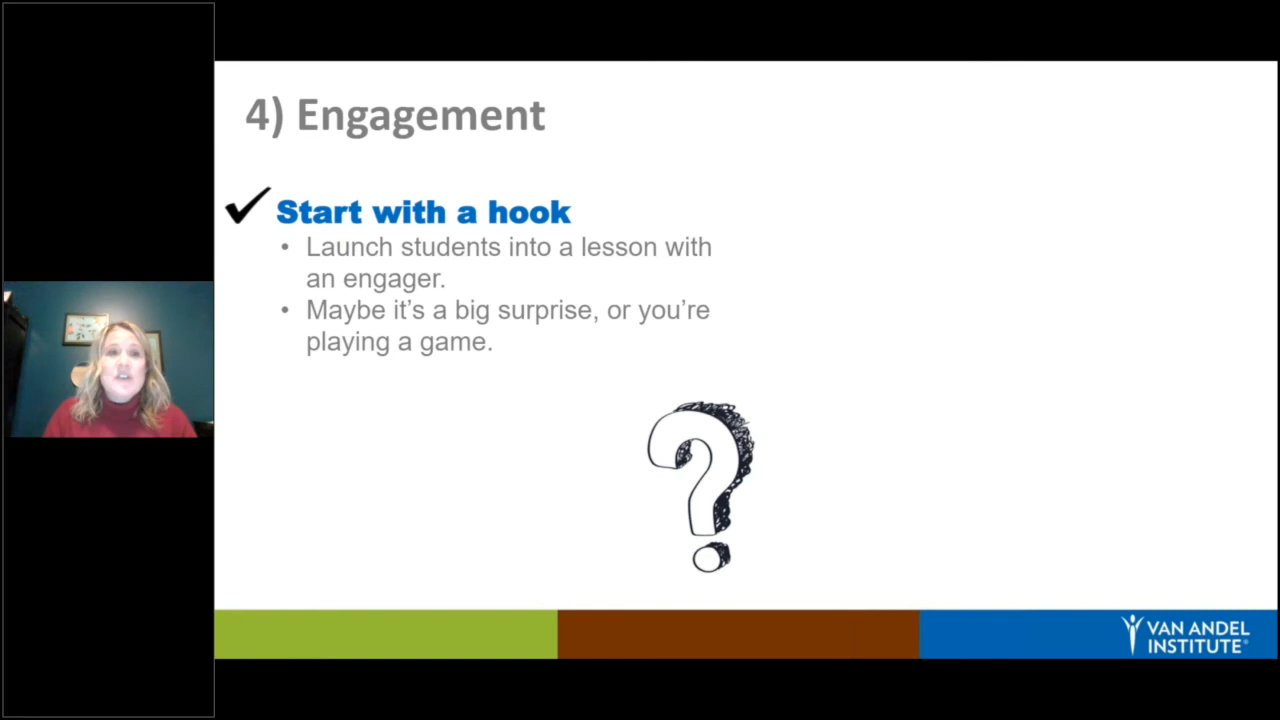 4) Engagement
Start with a hook
• Launch students into a lesson with
an engager.
• Maybe it’s a big surprise, or you’re
playing a game.
?
VAN ANDEL
INSTITUTE®